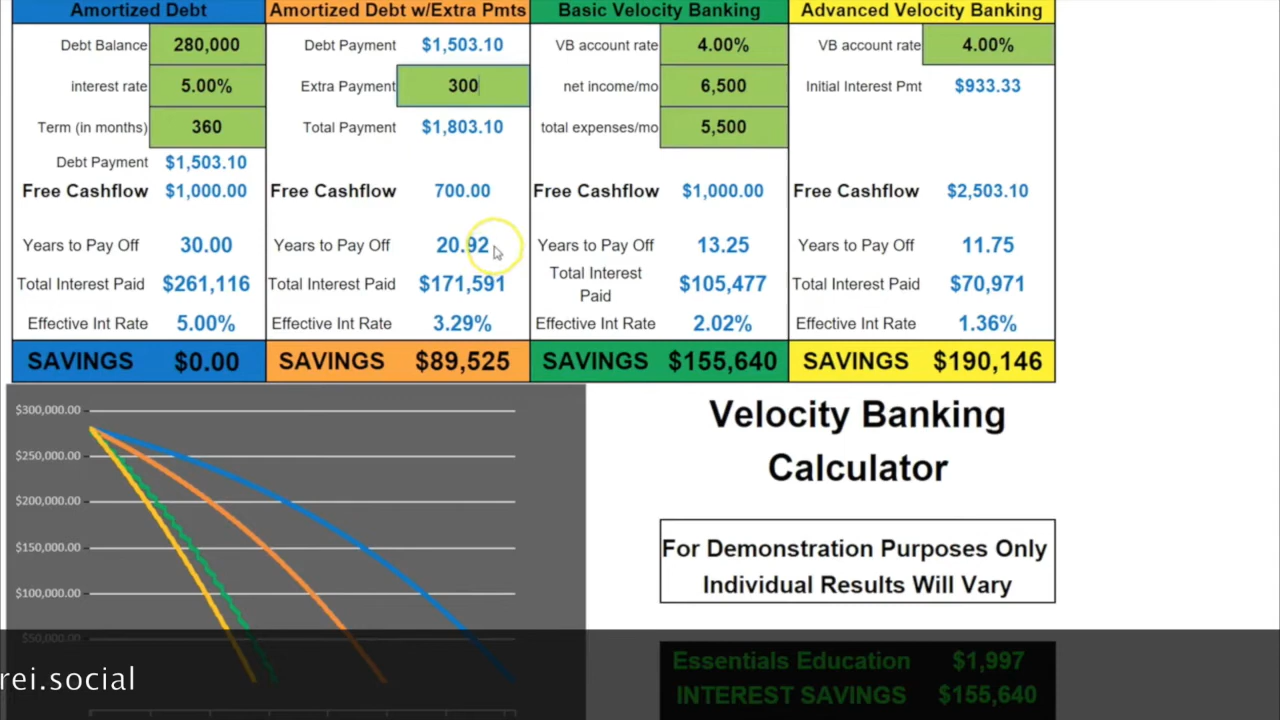 Amortized Debt
Debt Balance 280,000
interest rate 5.00%
Term (in months) 360
Debt Payment $1,503.10
Free Cashflow $1,000.00
Years to Pay Off 30.00
Total Interest Paid $261,116
Effective Int Rate 5.00%
SAVINGS $0.00
Amortized Debt w/Extra Pmts
Debt Payment $1,503.10
Extra Payment 300
Total Payment $1,803.10
Free Cashflow 700.00
Years to Pay Off 20.92
Total Interest Paid $171,591
Effective Int Rate 3.29%
SAVINGS $89,525
Basic Velocity Banking
VB account rate 4.00%
net income/mo 6,500
total expenses/mo 5,500
Free Cashflow $1,000.00
Years to Pay Off 13.25
Total Interest
Paid $105,477
Effective Int Rate 2.02%
SAVINGS $155,640
Advanced Velocity Banking
VB account rate 4.00%
Initial Interest Pmt $933.33
Free Cashflow $2,503.10
Years to Pay Off 11.75
Total Interest Paid $70,971
Effective Int Rate 1.36%
SAVINGS $190,146
$300,000.00
$250,000.00
$200,000.00
$150,000.00
$100,000.00
$50,000.00
Velocity Banking
Calculator
For Demonstration Purposes Only
Individual Results Will Vary
Essentials Education $1,997
INTEREST SAVINGS $155,640
rei.social